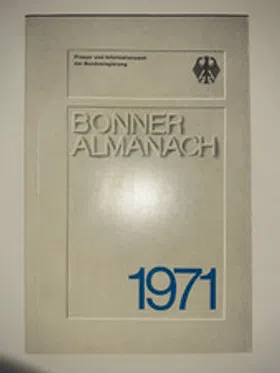 Presse- und Informationsamt
der Bundesregierung
BONNER
ALMANACH
1971